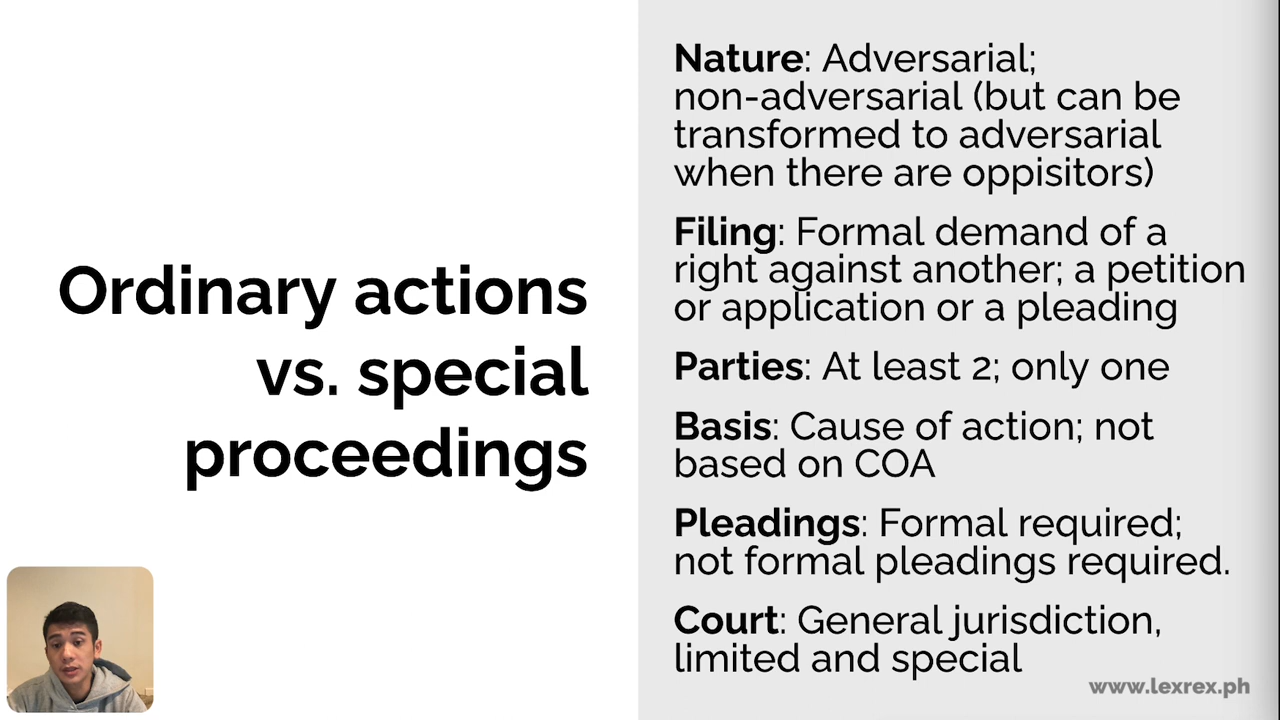 Ordinary actions
vs. special
proceedings
Nature: Adversarial;
non-adversarial (but can be
transformed to adversarial
when there are oppisitors)
Filing: Formal demand of a
right against another; a petition
or application or a pleading
Parties: At least 2; only one
Basis: Cause of action; not
based on COA
Pleadings: Formal required;
not formal pleadings required.
Court: General jurisdiction,
limited and special
www.lexrex.ph